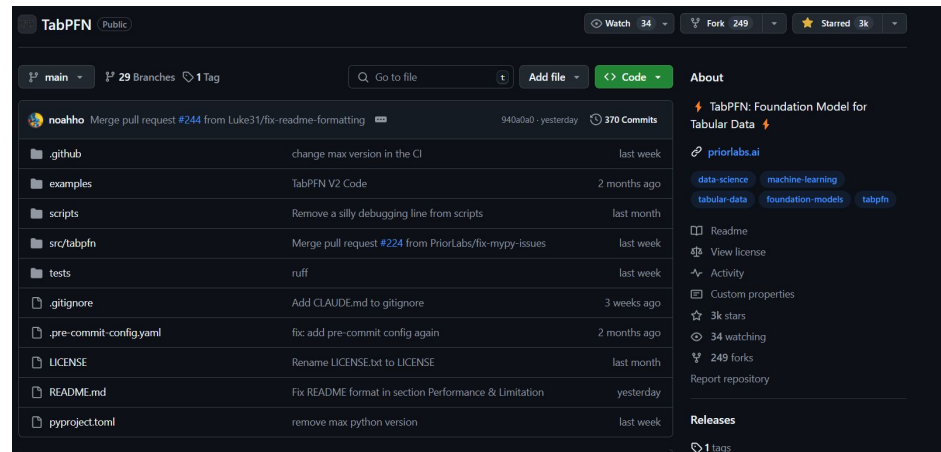 TabPFN Public Watch 34 Fork 249 Starred 3k
main 29 Branches 1 Tag Go to file t Add file Code
noahho Merge pull request #244 from Luke31/fix-readme-formatting 940a0a0 · yesterday 370 Commits
.github change max version in the CI last week
examples TabPFN V2 Code 2 months ago
scripts Remove a silly debugging line from scripts last month
src/tabpfn Merge pull request #224 from PriorLabs/fix-mypy-issues last week
tests ruff last week
.gitignore Add CLAUDE.md to gitignore 3 weeks ago
.pre-commit-config.yaml fix: add pre-commit config again 2 months ago
LICENSE Rename LICENSE.txt to LICENSE last month
README.md Fix README format in section Performance & Limitation yesterday
pyproject.toml remove max python version last week
About
⚡ TabPFN: Foundation Model for
Tabular Data ⚡
priorlabs.ai
data-science machine-learning
tabular-data foundation-models tabpfn
Readme
View license
Activity
Custom properties
3k stars
34 watching
249 forks
Report repository
Releases
1 tags